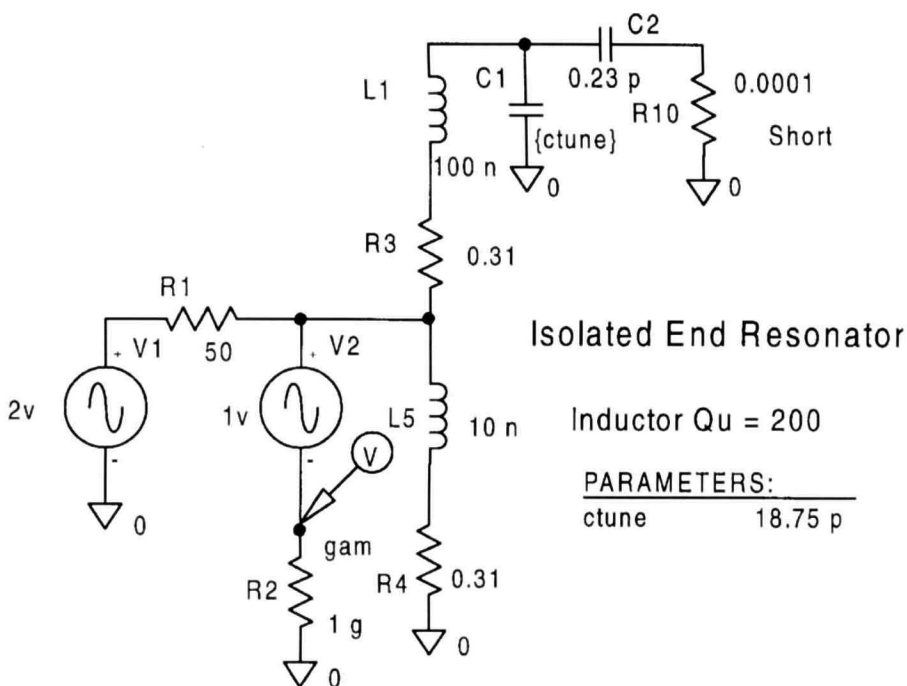 C2
L1
C1
0.23 p
0.0001
R10
{ctune}
Short
100 n
0
0
R3
0.31
R1
50
Isolated End Resonator
+
V1
+
V2
2v
1v
L5
10 n
Inductor Qu = 200
-
-
V
PARAMETERS:
ctune 18.75 p
0
gam
R2
R4
0.31
1 g
0
0